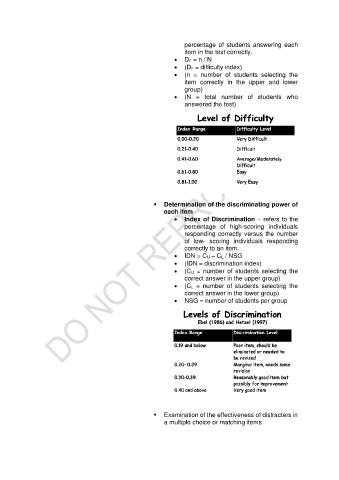 percentage of students answering each
item in the test correctly.
• DF = n / N
• (DF = difficulty index)
• (n = number of students selecting the
item correctly in the upper and lower
group)
• (N = total number of students who
answered the test)
Level of Difficulty
Index Range Difficulty Level
0.00-0.20 Very Difficult
0.21-0.40 Difficult
0.41-0.60 Average/Moderately
Difficult
0.61-0.80 Easy
0.81-1.00 Very Easy
▪ Determination of the discriminating power of
each item
• Index of Discrimination – refers to the
percentage of high-scoring individuals
responding correctly versus the number
of low- scoring individuals responding
correctly to an item.
• IDN = CU – CL / NSG
• (IDN = discrimination index)
• (CU = number of students selecting the
correct answer in the upper group)
• (CL = number of students selecting the
correct answer in the lower group)
• NSG = number of students per group
Levels of Discrimination
Ebel (1986) and Hetzel (1997)
Index Range Discrimination Level
0.19 and below Poor item, should be
eliminated or needed to
be revised
0.20- 0.29 Marginal item, needs some
revision
0.30-0.39 Reasonably good item but
possibly for improvement
0.40 and above Very good item
▪ Examination of the effectiveness of distracters in
a multiple choice or matching items
DO NOT REPRO